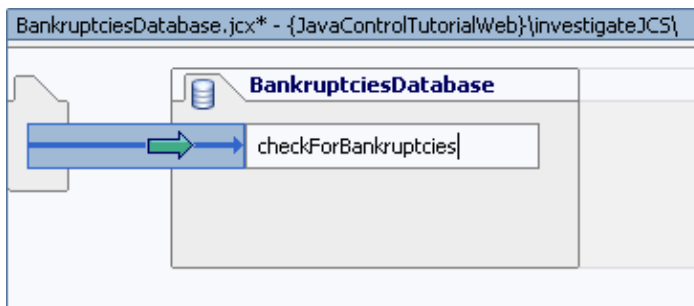 BankruptciesDatabase.jcx* - {JavaControlTutorialWeb}\investigateJCS\
BankruptciesDatabase
checkForBankruptcies